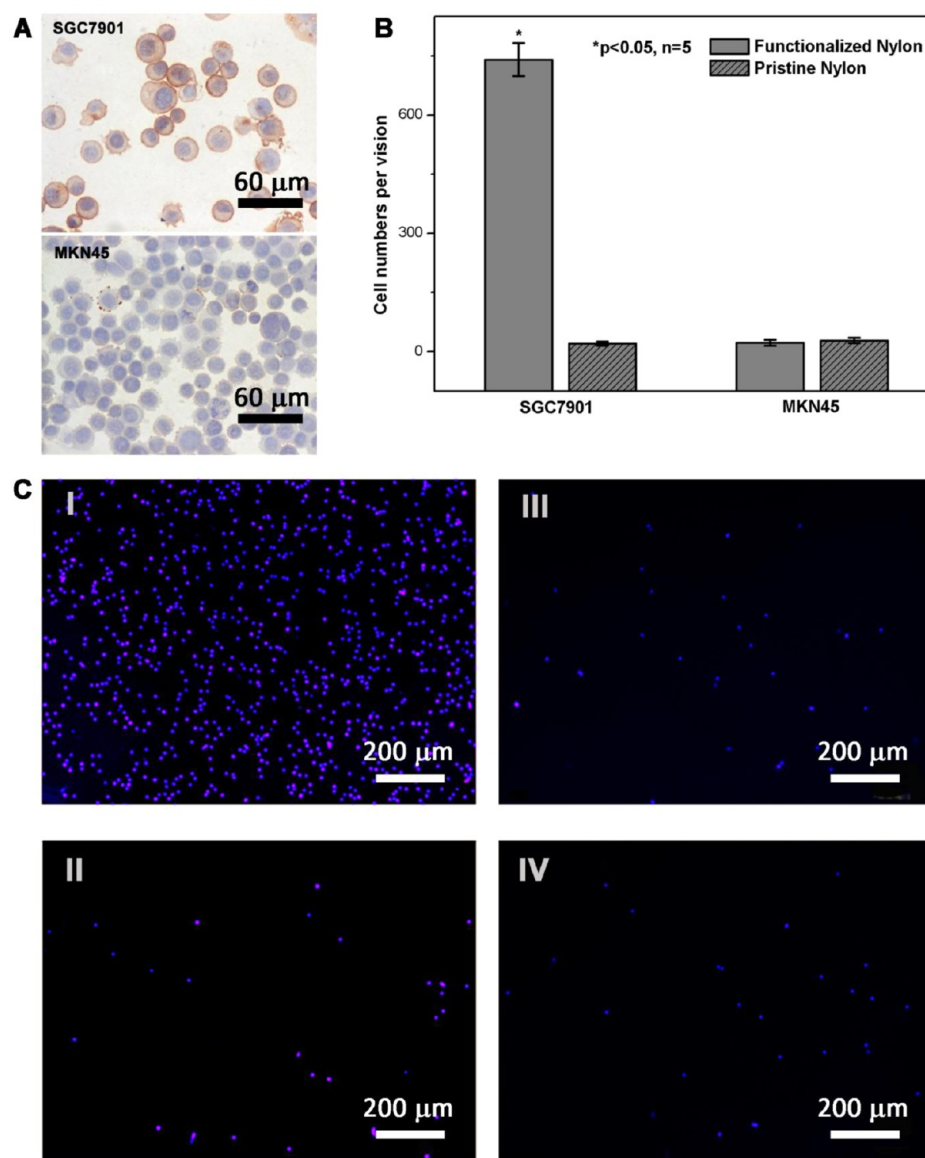 A
SGC7901
60 μm
MKN45
60 μm
B
*
*p<0.05, n=5
Functionalized Nylon
Pristine Nylon
Cell numbers per vision
600
300
0
SGC7901
MKN45
C
I
200 μm
III
200 μm
II
200 μm
IV
200 μm